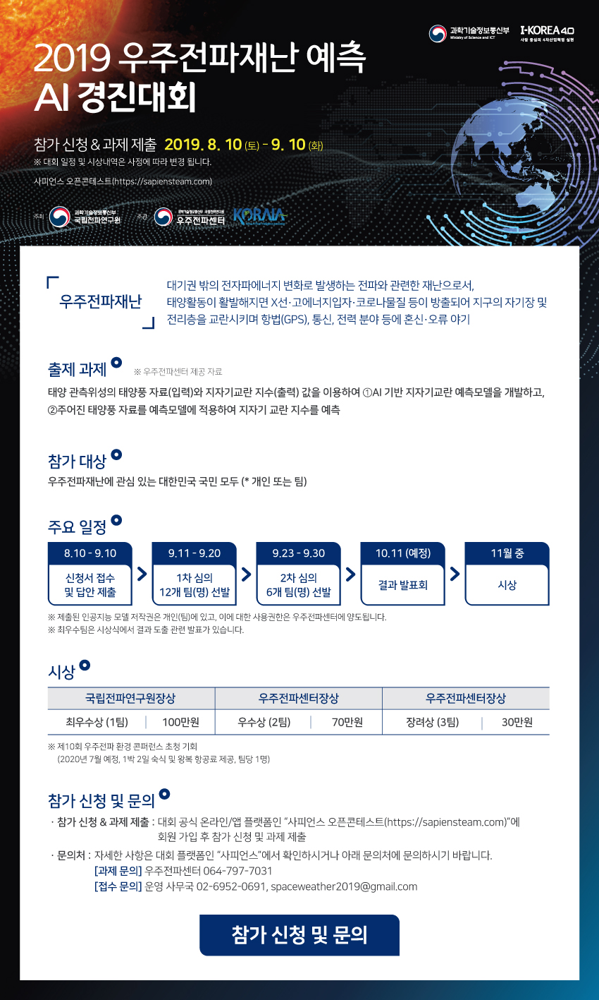 과학기술정보통신부
Ministry of Science and ICT
I-KOREA 4.0
사람 중심의 4차산업혁명 실현
2019 우주전파재난 예측
AI 경진대회
참가 신청 & 과제 제출 2019. 8. 10 (토) - 9. 10 (화)
※ 대회 일정 및 시상내역은 사정에 따라 변경 됩니다.
사피언스 오픈콘테스트(https://sapiensteam.com)
주최 과학기술정보통신부 국립전파연구원 주관 과학기술정보통신부 국립전파연구원 우주전파센터 KORAIA
우주전파재난
대기권 밖의 전자파에너지 변화로 발생하는 전파와 관련한 재난으로서,
태양활동이 활발해지면 X선·고에너지입자·코로나물질 등이 방출되어 지구의 자기장 및
전리층을 교란시키며 항법(GPS), 통신, 전력 분야 등에 혼신·오류 야기
출제 과제 ※ 우주전파센터 제공 자료
태양 관측위성의 태양풍 자료(입력)와 지자기교란 지수(출력) 값을 이용하여 ①AI 기반 지자기교란 예측모델을 개발하고,
②주어진 태양풍 자료를 예측모델에 적용하여 지자기 교란 지수를 예측
참가 대상
우주전파재난에 관심 있는 대한민국 국민 모두 (* 개인 또는 팀)
주요 일정
8.10 - 9.10
신청서 접수
및 답안 제출
9.11 - 9.20
1차 심의
12개 팀(명) 선발
9.23 - 9.30
2차 심의
6개 팀(명) 선발
10.11 (예정)
결과 발표회
11월 중
시상
※ 제출된 인공지능 모델 저작권은 개인(팀)에 있고, 이에 대한 사용권한은 우주전파센터에 양도됩니다.
※ 최우수팀은 시상식에서 결과 도출 관련 발표가 있습니다.
시상
국립전파연구원장상 우주전파센터장상 우주전파센터장상
최우수상 (1팀) 100만원 우수상 (2팀) 70만원 장려상 (3팀) 30만원
※ 제10회 우주전파 환경 콘퍼런스 초청 기회
(2020년 7월 예정, 1박 2일 숙식 및 왕복 항공료 제공, 팀당 1명)
참가 신청 및 문의
· 참가 신청 & 과제 제출 : 대회 공식 온라인/앱 플랫폼인 “사피언스 오픈콘테스트(https://sapiensteam.com)”에
회원 가입 후 참가 신청 및 과제 제출
· 문의처 : 자세한 사항은 대회 플랫폼인 “사피언스”에서 확인하시거나 아래 문의처에 문의하시기 바랍니다.
[과제 문의] 우주전파센터 064-797-7031
[접수 문의] 운영 사무국 02-6952-0691, spaceweather2019@gmail.com
참가 신청 및 문의